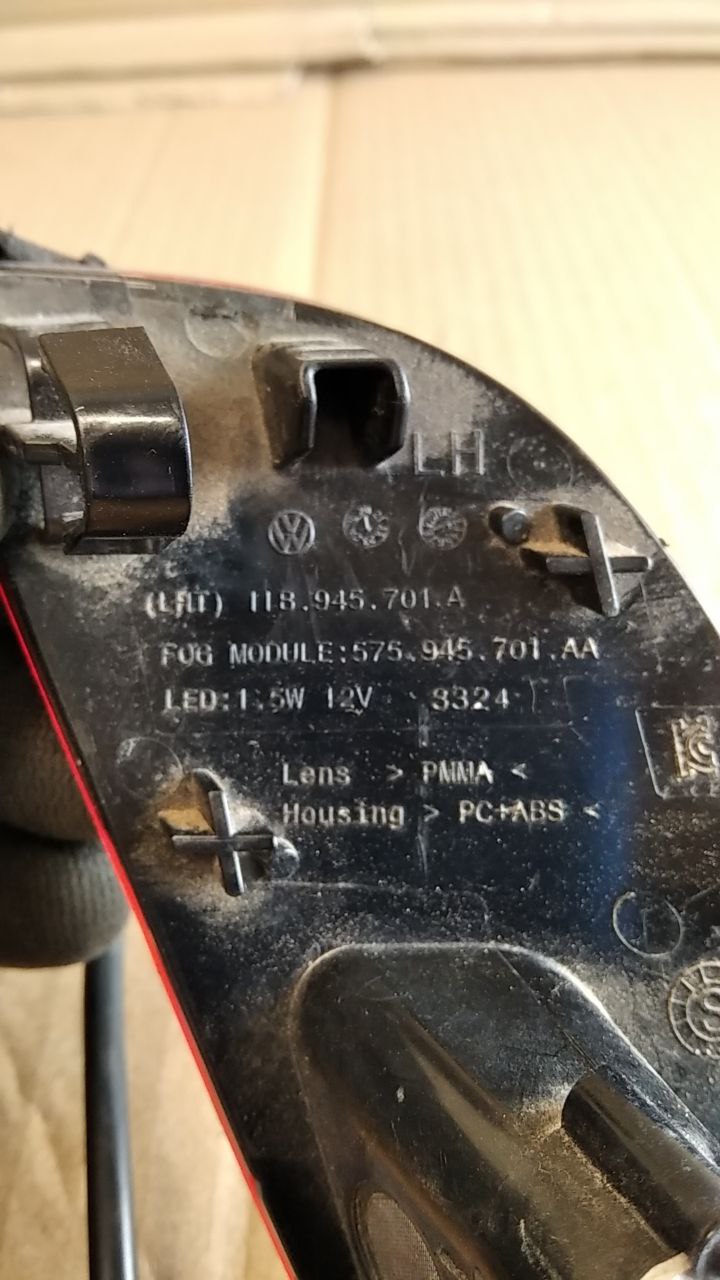 LH
(LHT) 118.945.701.A
FOG MODULE:575.945.701.AA
LED:1.5W 12V 3324
Lens > PMMA <
Housing > PC+ABS <